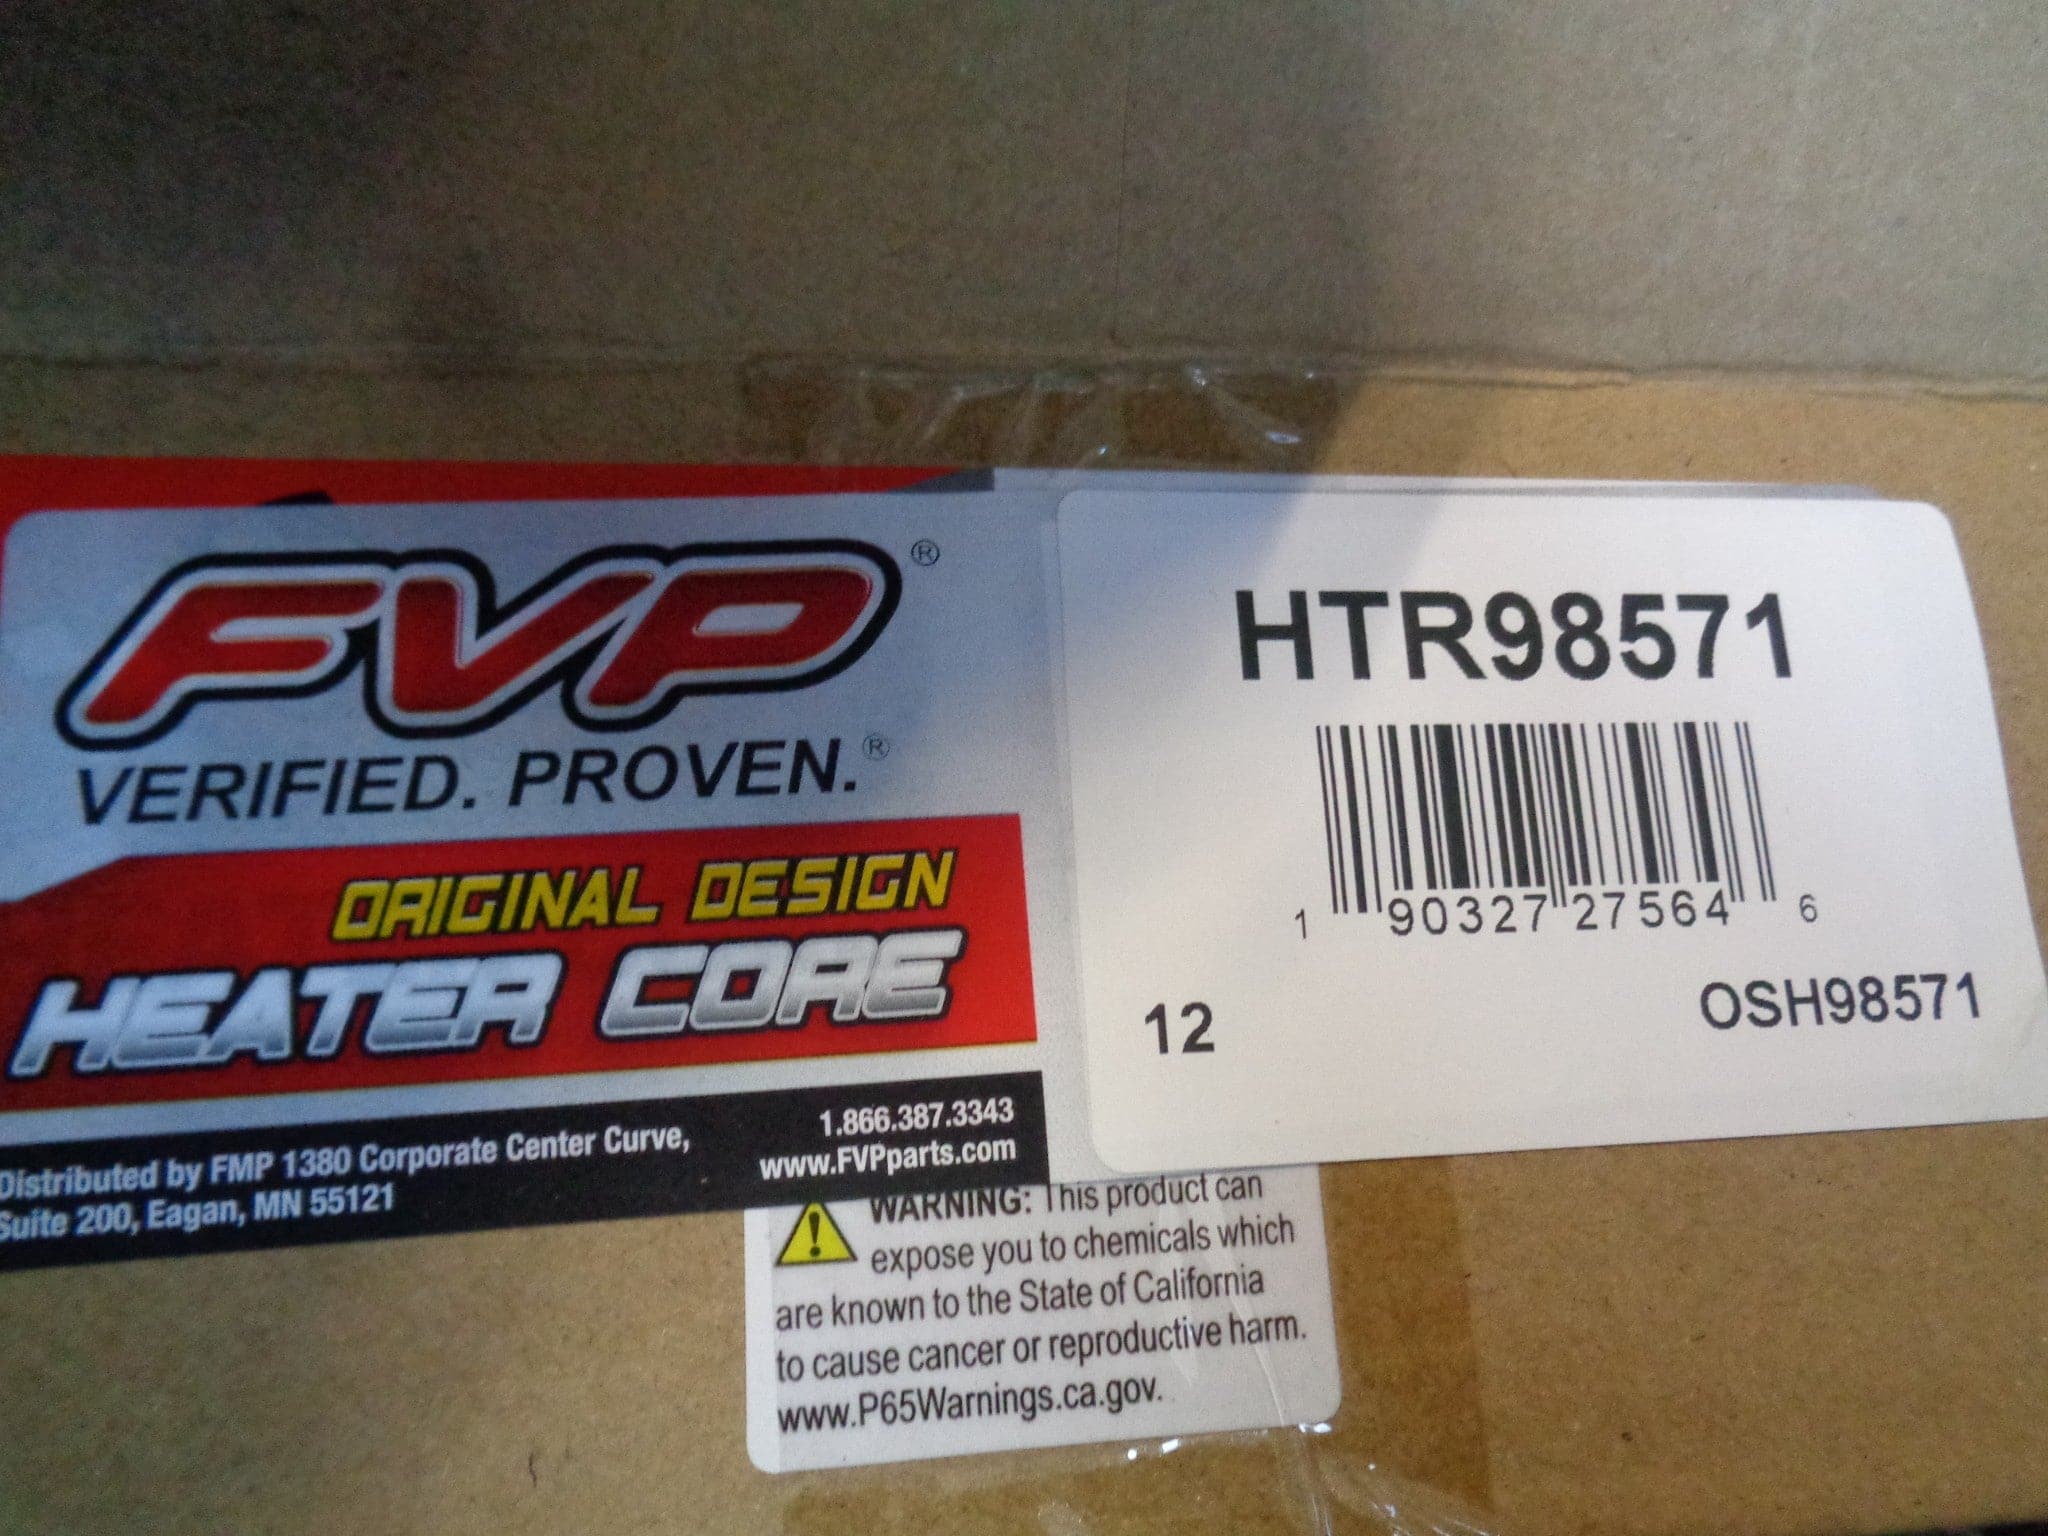 FVP®
VERIFIED. PROVEN.®
ORIGINAL DESIGN
HEATER CORE
Distributed by FMP 1380 Corporate Center Curve,
Suite 200, Eagan, MN 55121
1.866.387.3343
www.FVPparts.com
HTR98571
1 90327 27564 6
12
OSH98571
WARNING: This product can
expose you to chemicals which
are known to the State of California
to cause cancer or reproductive harm.
www.P65Warnings.ca.gov.